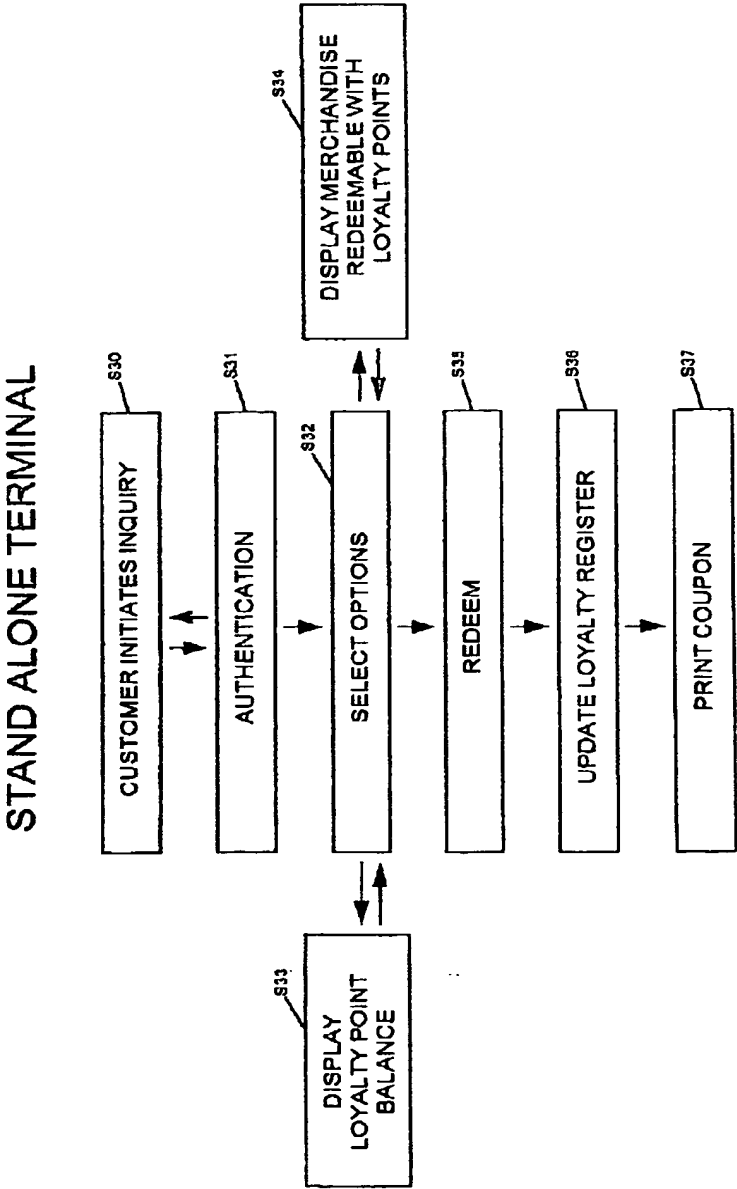 STAND ALONE TERMINAL
S30
CUSTOMER INITIATES INQUIRY
S31
AUTHENTICATION
S32
SELECT OPTIONS
S33
DISPLAY
LOYALTY POINT
BALANCE
S34
DISPLAY MERCHANDISE
REDEEMABLE WITH
LOYALTY POINTS
S35
REDEEM
S36
UPDATE LOYALTY REGISTER
S37
PRINT COUPON